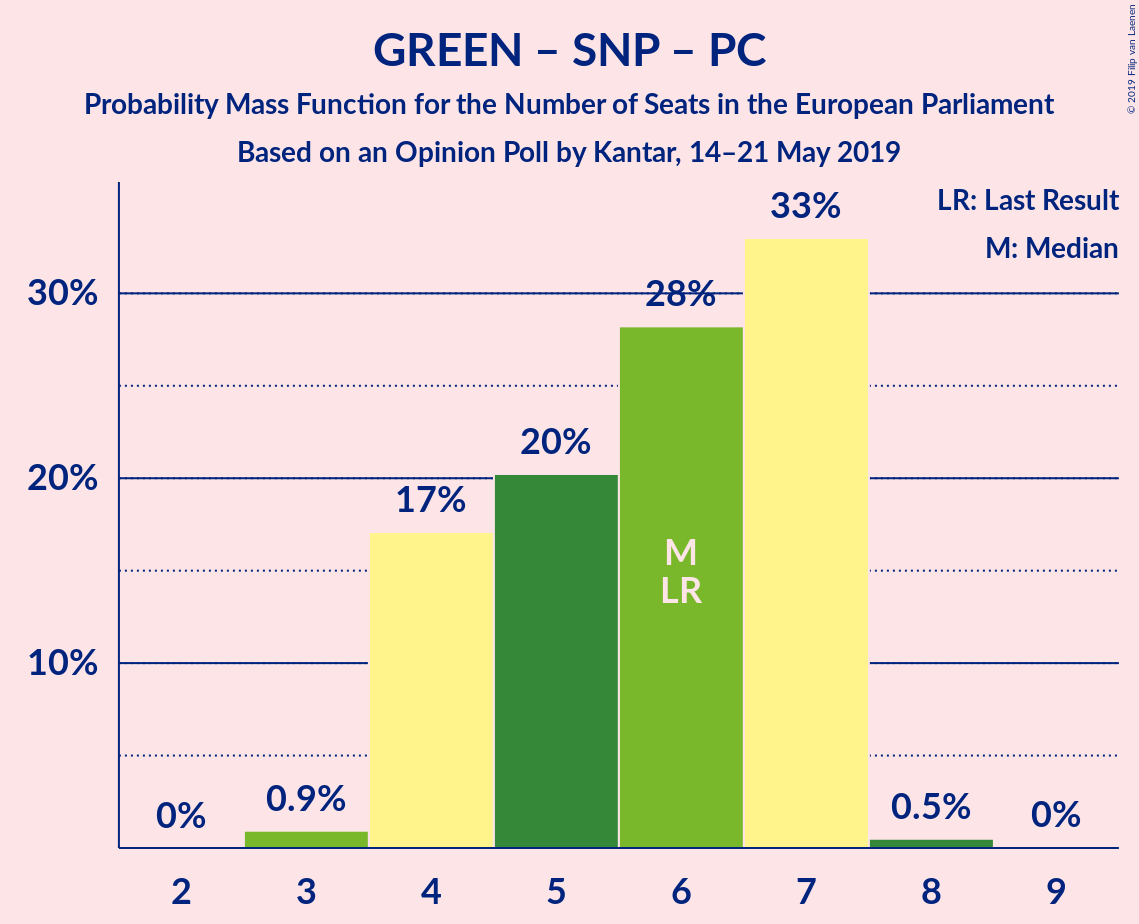 GREEN – SNP – PC
Probability Mass Function for the Number of Seats in the European Parliament
Based on an Opinion Poll by Kantar, 14–21 May 2019
© 2019 Filip van Laenen
LR: Last Result
M: Median
30%
20%
10%
0%
0.9%
17%
20%
28%
33%
0.5%
0%
M
LR
2 3 4 5 6 7 8 9